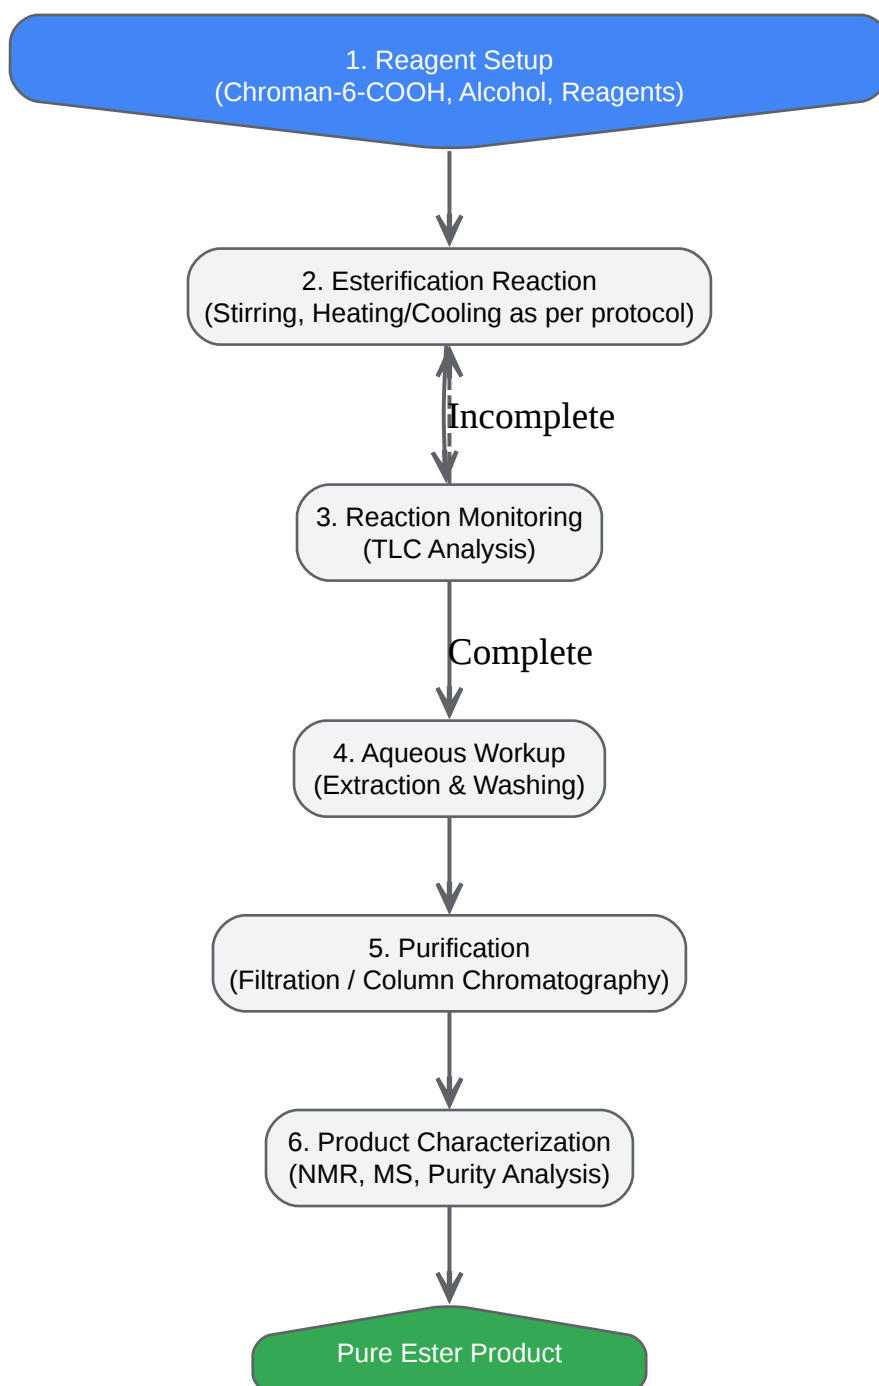 1. Reagent Setup
(Chroman-6-COOH, Alcohol, Reagents)
2. Esterification Reaction
(Stirring, Heating/Cooling as per protocol)
Incomplete
3. Reaction Monitoring
(TLC Analysis)
Complete
4. Aqueous Workup
(Extraction & Washing)
5. Purification
(Filtration / Column Chromatography)
6. Product Characterization
(NMR, MS, Purity Analysis)
Pure Ester Product